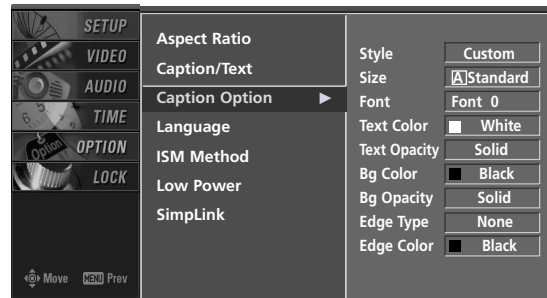 SETUP
VIDEO
AUDIO
TIME
OPTION
LOCK
Move MENU Prev
Aspect Ratio
Caption/Text
Caption Option ▶
Language
ISM Method
Low Power
SimpLink
Style Custom
Size A Standard
Font Font 0
Text Color White
Text Opacity Solid
Bg Color Black
Bg Opacity Solid
Edge Type None
Edge Color Black